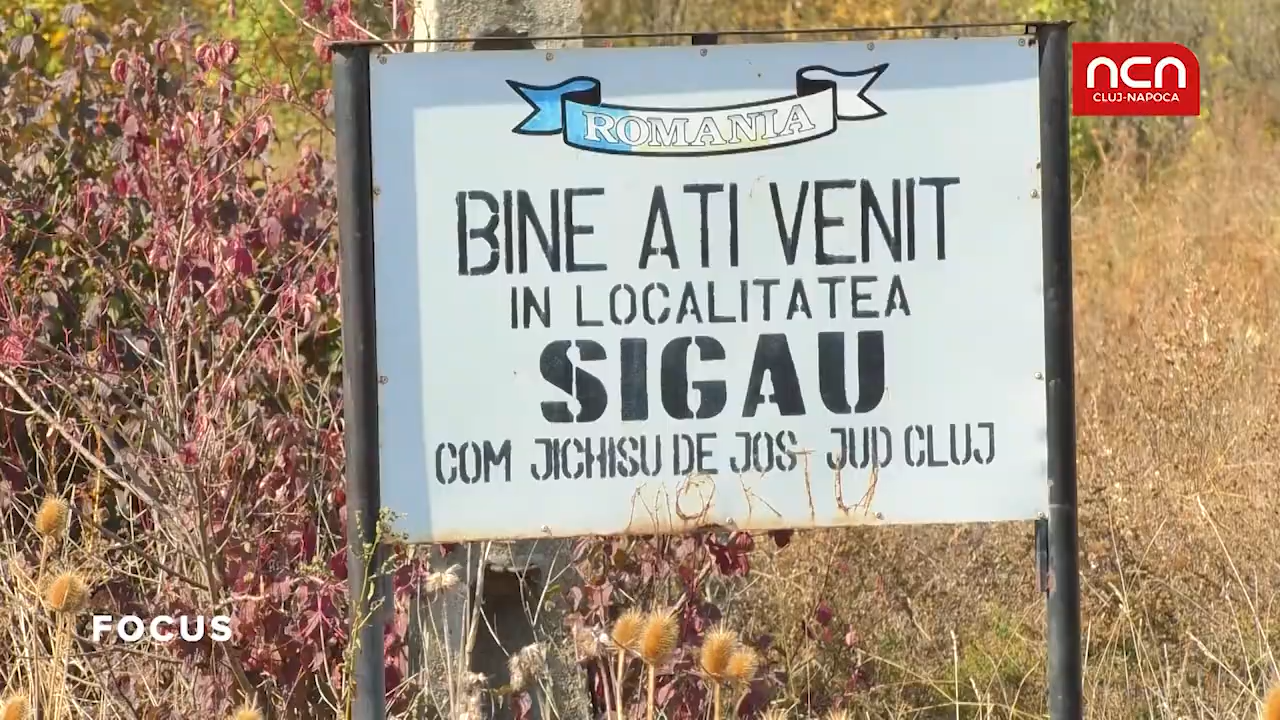 ncn
CLUJ-NAPOCA
ROMANIA
BINE ATI VENIT
IN LOCALITATEA
SIGAU
COM JICHISU DE JOS JUD CLUJ
FOCUS